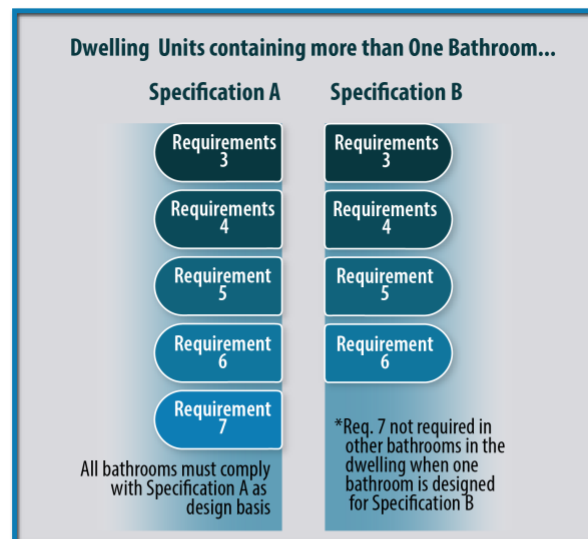 Dwelling Units containing more than One Bathroom...
Specification A
Specification B
Requirements
3
Requirements
3
Requirements
4
Requirements
4
Requirement
5
Requirement
5
Requirement
6
Requirement
6
Requirement
7
All bathrooms must comply
with Specification A as
design basis
*Req. 7 not required in
other bathrooms in the
dwelling when one
bathroom is designed
for Specification B